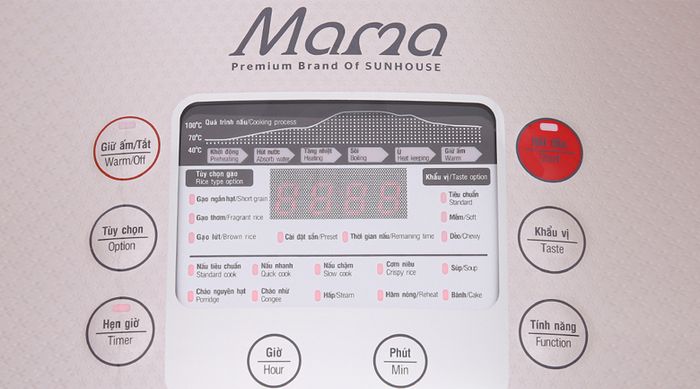 Mama
Premium Brand Of SUNHOUSE
Quá trình nấu/Cooking process
100°C
70°C
40°C
Khởi động
Preheating
Hút nước
Absorb water
Tăng nhiệt
Heating
Sôi
Boiling
Ủ
Heat keeping
Giữ ấm
Warm
Giữ ấm/Tắt
Warm/Off
Bắt đầu
Start
Tùy chọn gạo
Rice type option
Khẩu vị/Taste option
Gạo ngắn hạt/Short grain
Gạo thơm/Fragrant rice
Gạo lứt/Brown rice
Cài đặt sẵn/Preset
Thời gian nấu/Remaining time
Tiêu chuẩn
Standard
Mềm/Soft
Dẻo/Chewy
Tùy chọn
Option
Khẩu vị
Taste
Nấu tiêu chuẩn
Standard cook
Nấu nhanh
Quick cook
Nấu chậm
Slow cook
Cơm niêu
Crispy rice
Súp/Soup
Cháo nguyên hạt
Porridge
Cháo nhừ
Congee
Hấp/Steam
Hâm nóng/Reheat
Bánh/Cake
Hẹn giờ
Timer
Tính năng
Function
Giờ
Hour
Phút
Min